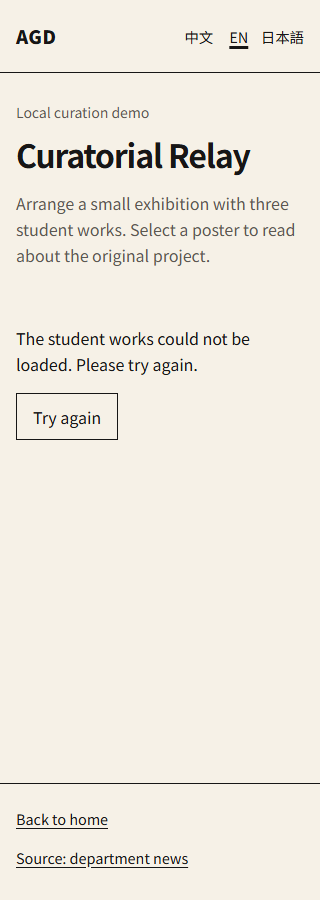 AGD
中文 EN 日本語
Local curation demo
Curatorial Relay
Arrange a small exhibition with three
student works. Select a poster to read
about the original project.
The student works could not be
loaded. Please try again.
Try again
Back to home
Source: department news